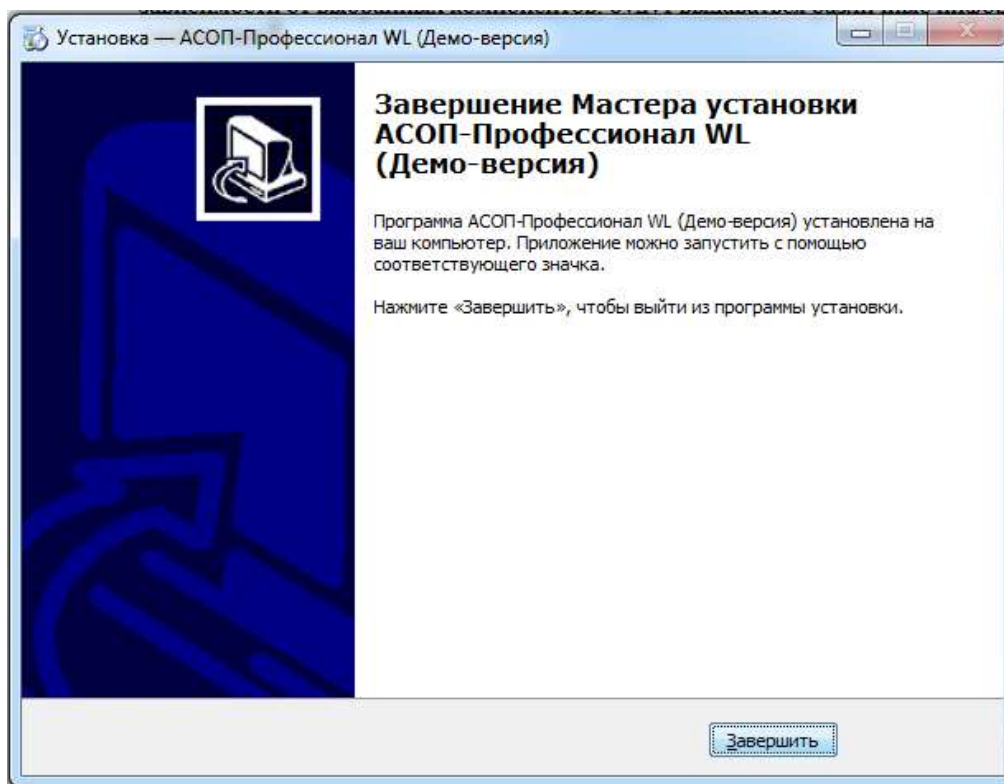 Установка — АСОП-Профессионал WL (Демо-версия)
Завершение Мастера установки
АСОП-Профессионал WL
(Демо-версия)
Программа АСОП-Профессионал WL (Демо-версия) установлена на
ваш компьютер. Приложение можно запустить с помощью
соответствующего значка.
Нажмите «Завершить», чтобы выйти из программы установки.
Завершить